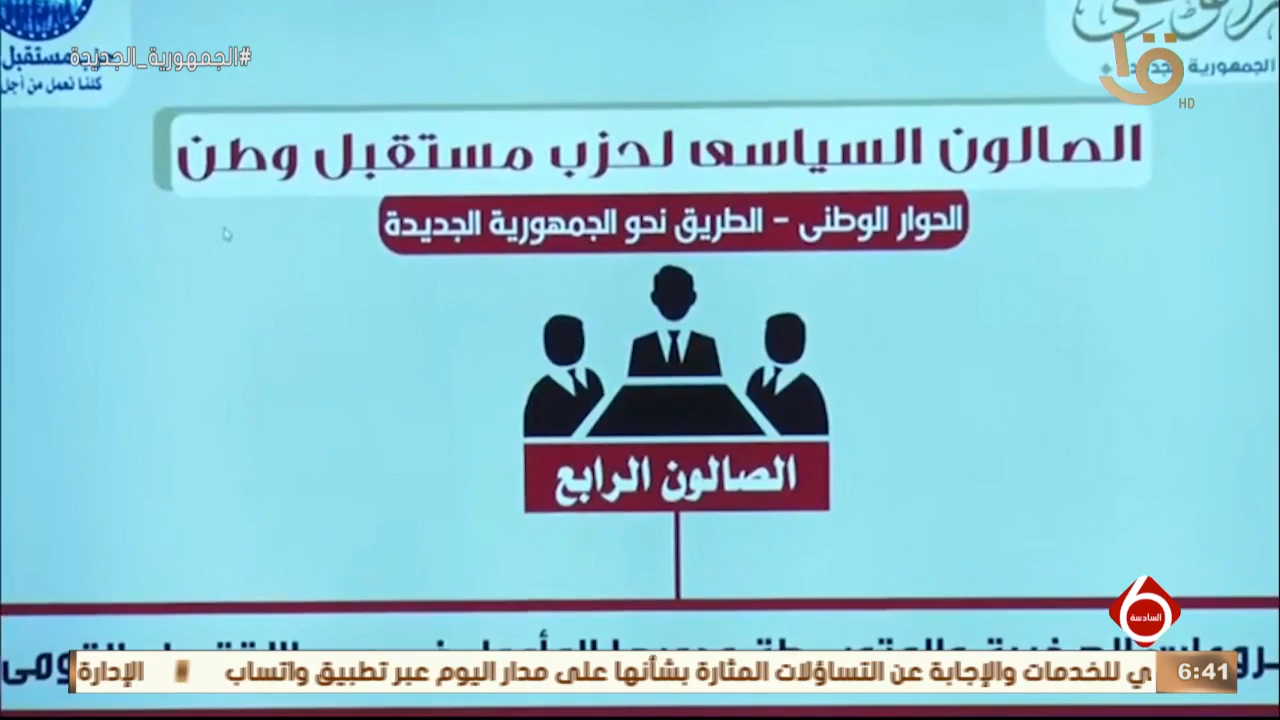 #الجمهورية_الجديدة
مستقبل
كلنا نعمل من أجل
الجمهورية
HD
الصالون السياسى لحزب مستقبل وطن
الحوار الوطنى - الطريق نحو الجمهورية الجديدة
الصالون الرابع
السادسة
ي للخدمات والإجابة عن التساؤلات المثارة بشأنها على مدار اليوم عبر تطبيق واتساب
الإدارة
6:41